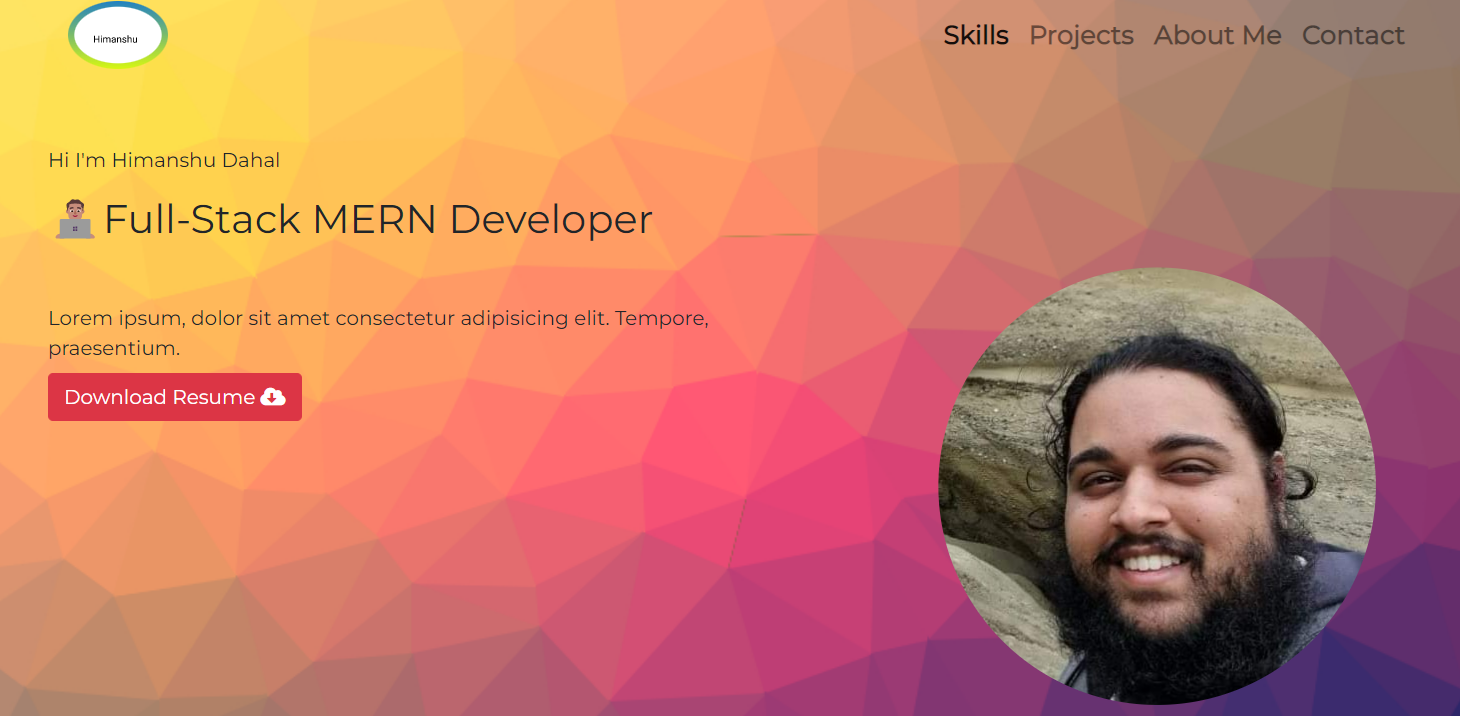 Himanshu
Skills Projects About Me Contact
Hi I'm Himanshu Dahal
Full-Stack MERN Developer
Lorem ipsum, dolor sit amet consectetur adipisicing elit. Tempore,
praesentium.
Download Resume